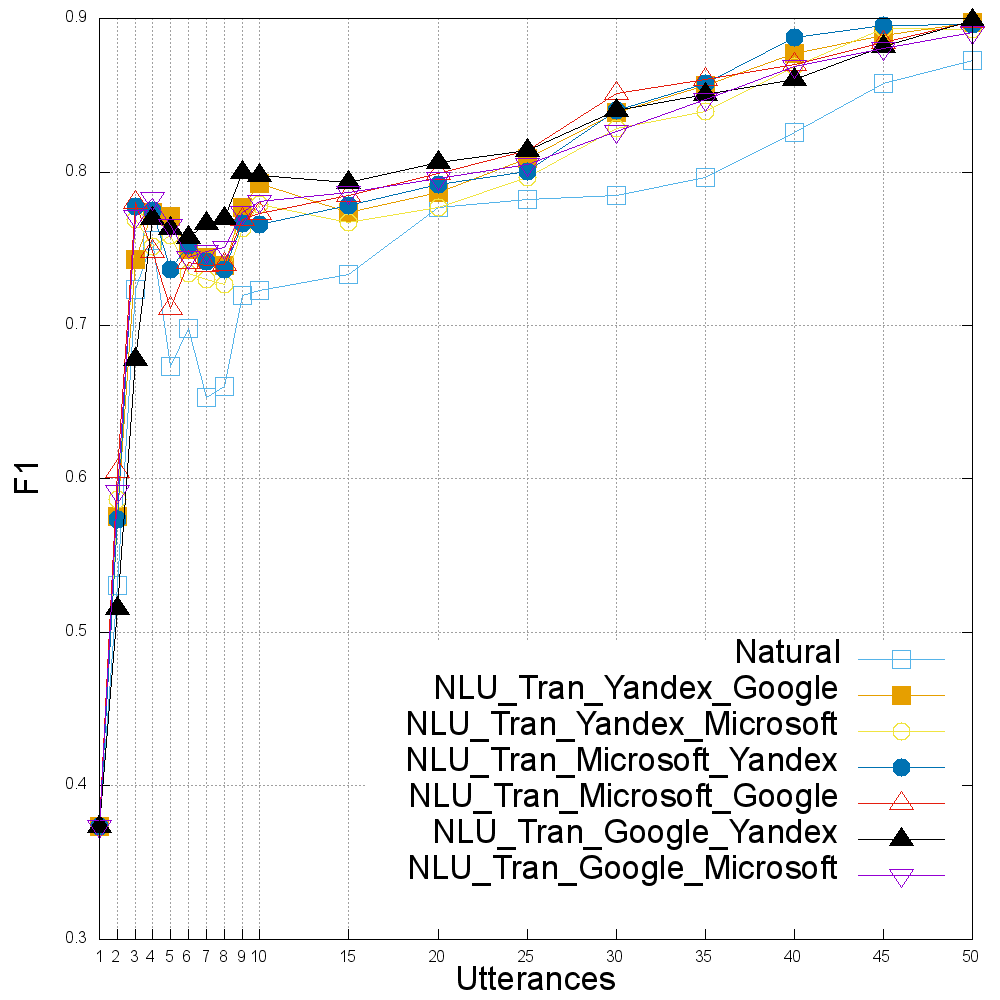 0.9
0.8
0.7
0.6
F1
0.5
Natural
NLU_Tran_Yandex_Google
NLU_Tran_Yandex_Microsoft
NLU_Tran_Microsoft_Yandex
0.4
NLU_Tran_Microsoft_Google
NLU_Tran_Google_Yandex
NLU_Tran_Google_Microsoft
0.3
1 2 3 4 5 6 7 8 9 10 15 20 25 30 35 40 45 50
Utterances